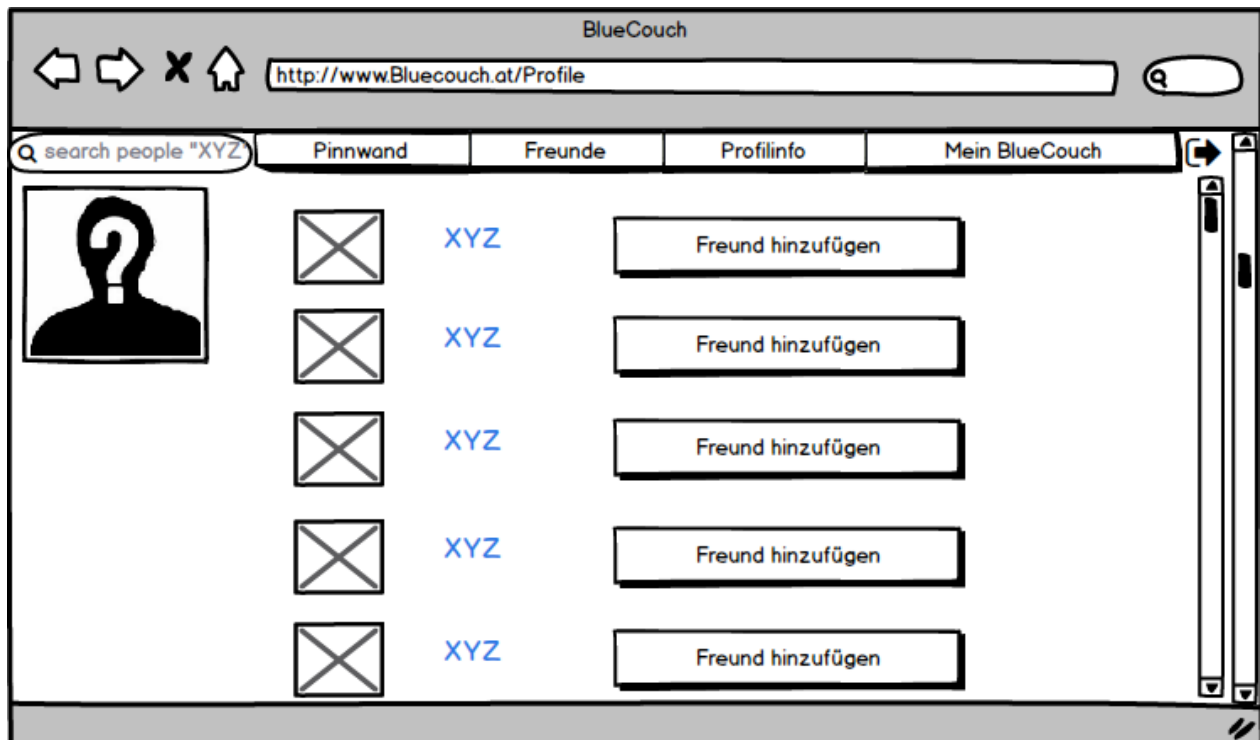 BlueCouch
http://www.Bluecouch.at/Profile
search people "XYZ"
Pinnwand Freunde Profilinfo Mein BlueCouch
XYZ Freund hinzufügen
XYZ Freund hinzufügen
XYZ Freund hinzufügen
XYZ Freund hinzufügen
XYZ Freund hinzufügen